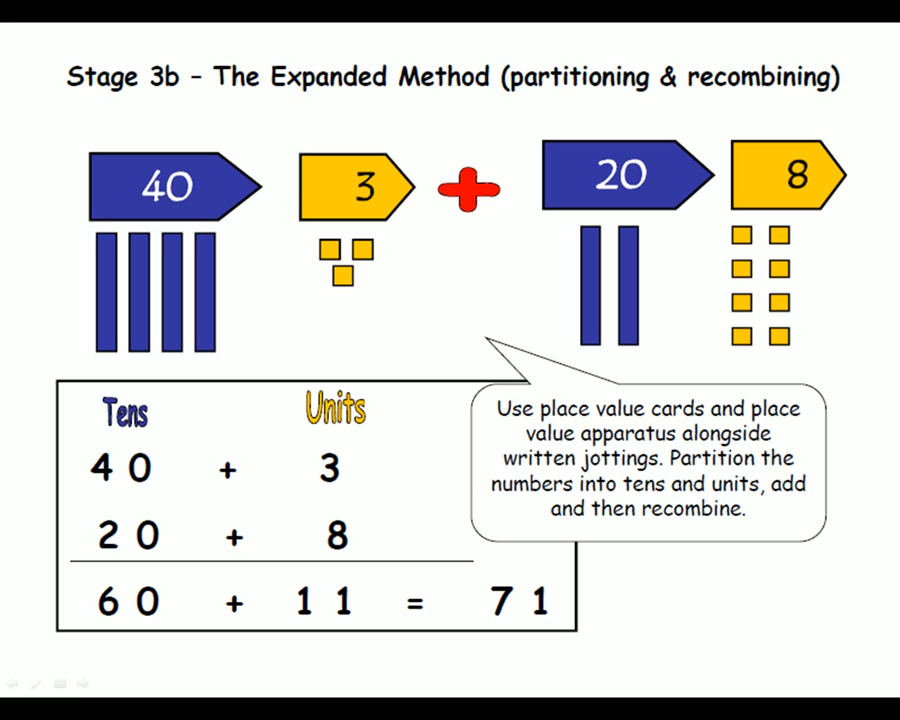 Stage 3b – The Expanded Method (partitioning & recombining)
40 3 + 20 8
Tens Units
4 0 + 3
2 0 + 8
6 0 + 1 1 = 7 1
Use place value cards and place
value apparatus alongside
written jottings. Partition the
numbers into tens and units, add
and then recombine.